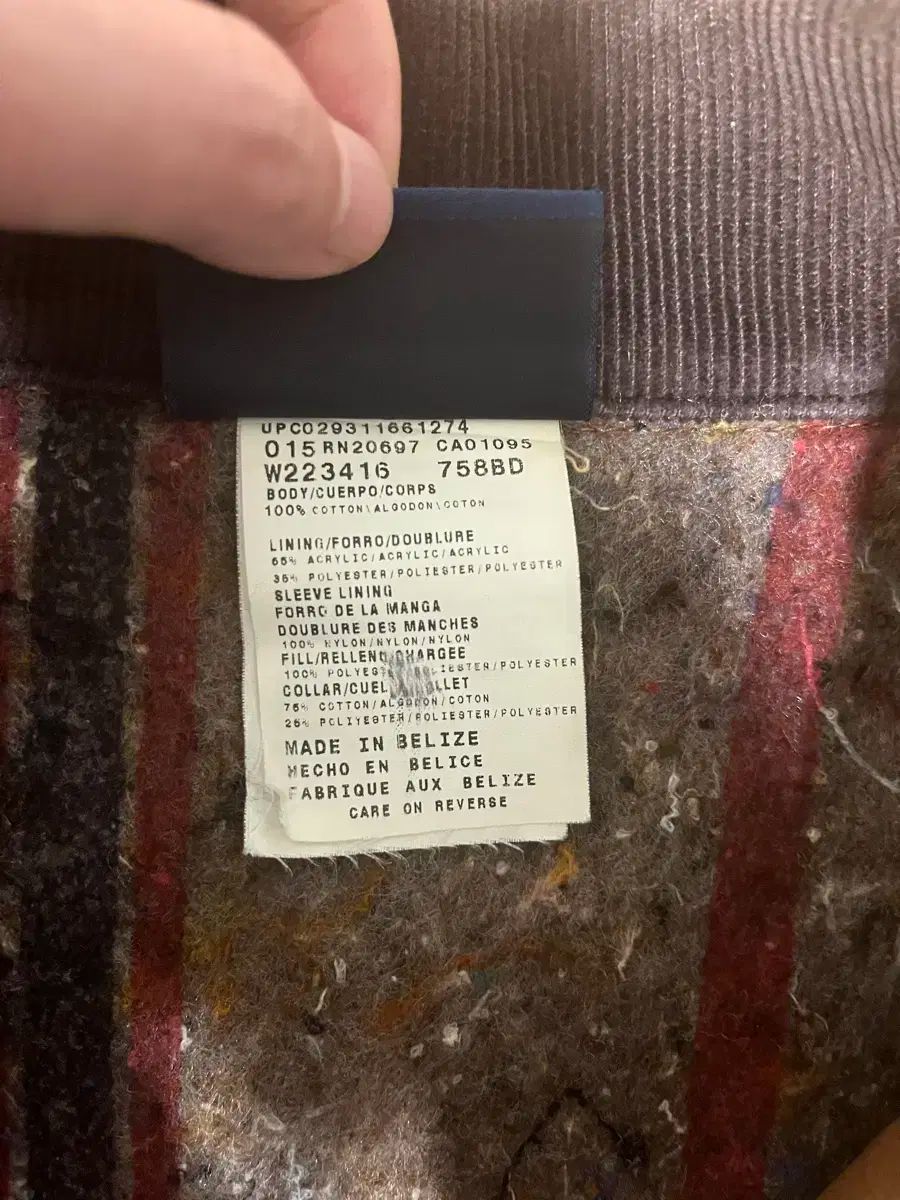 UPC029311661274
015 RN20697 CA01095
W223416 758BD
BODY/CUERPO/CORPS
100% COTTON\ALGODON\COTON
LINING/FORRO/DOUBLURE
65% ACRYLIC/ACRYLIC/ACRYLIC
35% POLYESTER/POLIESTER/POLYESTER
SLEEVE LINING
FORRO DE LA MANGA
DOUBLURE DES MANCHES
100% NYLON/NYLON/NYLON
FILL/RELLENO/CHARGEE
100% /POLYESTER
COLLAR/
75% COTTON/ALGODON/COTON
25% POLIYESTER/POLIESTER/POLYESTER
MADE IN BELIZE
HECHO EN BELICE
FABRIQUE AUX BELIZE
CARE ON REVERSE